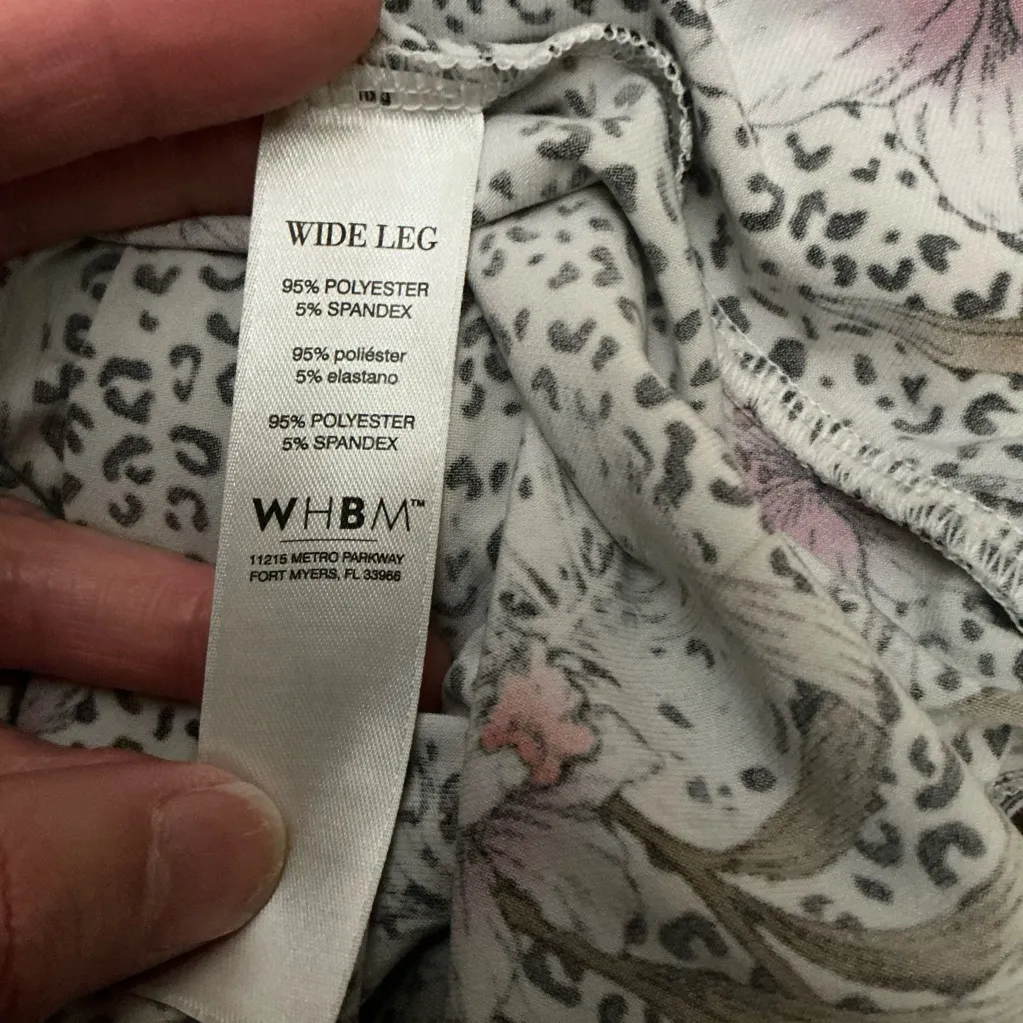 WIDE LEG
95% POLYESTER
5% SPANDEX
95% poliéster
5% elastano
95% POLYESTER
5% SPANDEX
WHBM™
11215 METRO PARKWAY
FORT MYERS, FL 33966